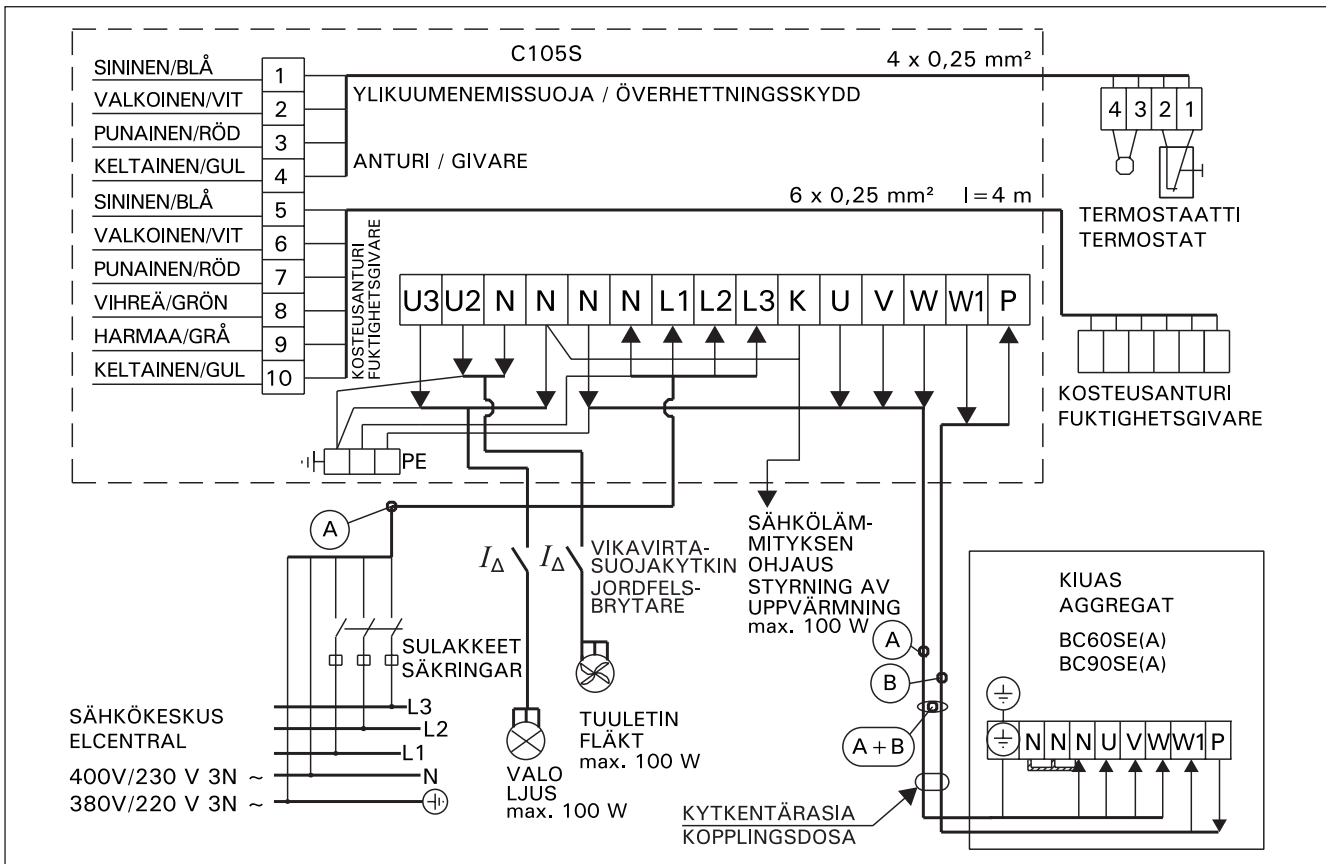 C105S
SININEN/BLÅ 1
VALKOINEN/VIT 2
PUNAINEN/RÖD 3
KELTAINEN/GUL 4
SININEN/BLÅ 5
VALKOINEN/VIT 6
PUNAINEN/RÖD 7
VIHREÄ/GRÖN 8
HARMAA/GRÅ 9
KELTAINEN/GUL 10
YLIKUUMENEMISSUOJA / ÖVERHETTNINGSSKYDD
ANTURI / GIVARE
4 x 0,25 mm²
4 3 2 1
TERMOSTAATTI
TERMOSTAT
6 x 0,25 mm² l=4 m
KOSTEUSANTURI
FUKTIGHETSGIVARE
U3 U2 N N N N L1 L2 L3 K U V W W1 P
KOSTEUSANTURI
FUKTIGHETSGIVARE
PE
A
I∆
I∆
VIKAVIRTA-
SUOJAKYTKIN
JORDFELS-
BRYTARE
SÄHKÖLÄM-
MITYKSEN
OHJAUS
STYRNING AV
UPPVÄRMNING
max. 100 W
SULAKKEET
SÄKRINGAR
SÄHKÖKESKUS
ELCENTRAL
L3
L2
L1
400V/230 V 3N ~ N
380V/220 V 3N ~
VALO
LJUS
max. 100 W
TUULETIN
FLÄKT
max. 100 W
A
B
A+B
KYTKENTÄRASIA
KOPPLINGSDOSA
KIUAS
AGGREGAT
BC60SE(A)
BC90SE(A)
N N N U V W W1 P